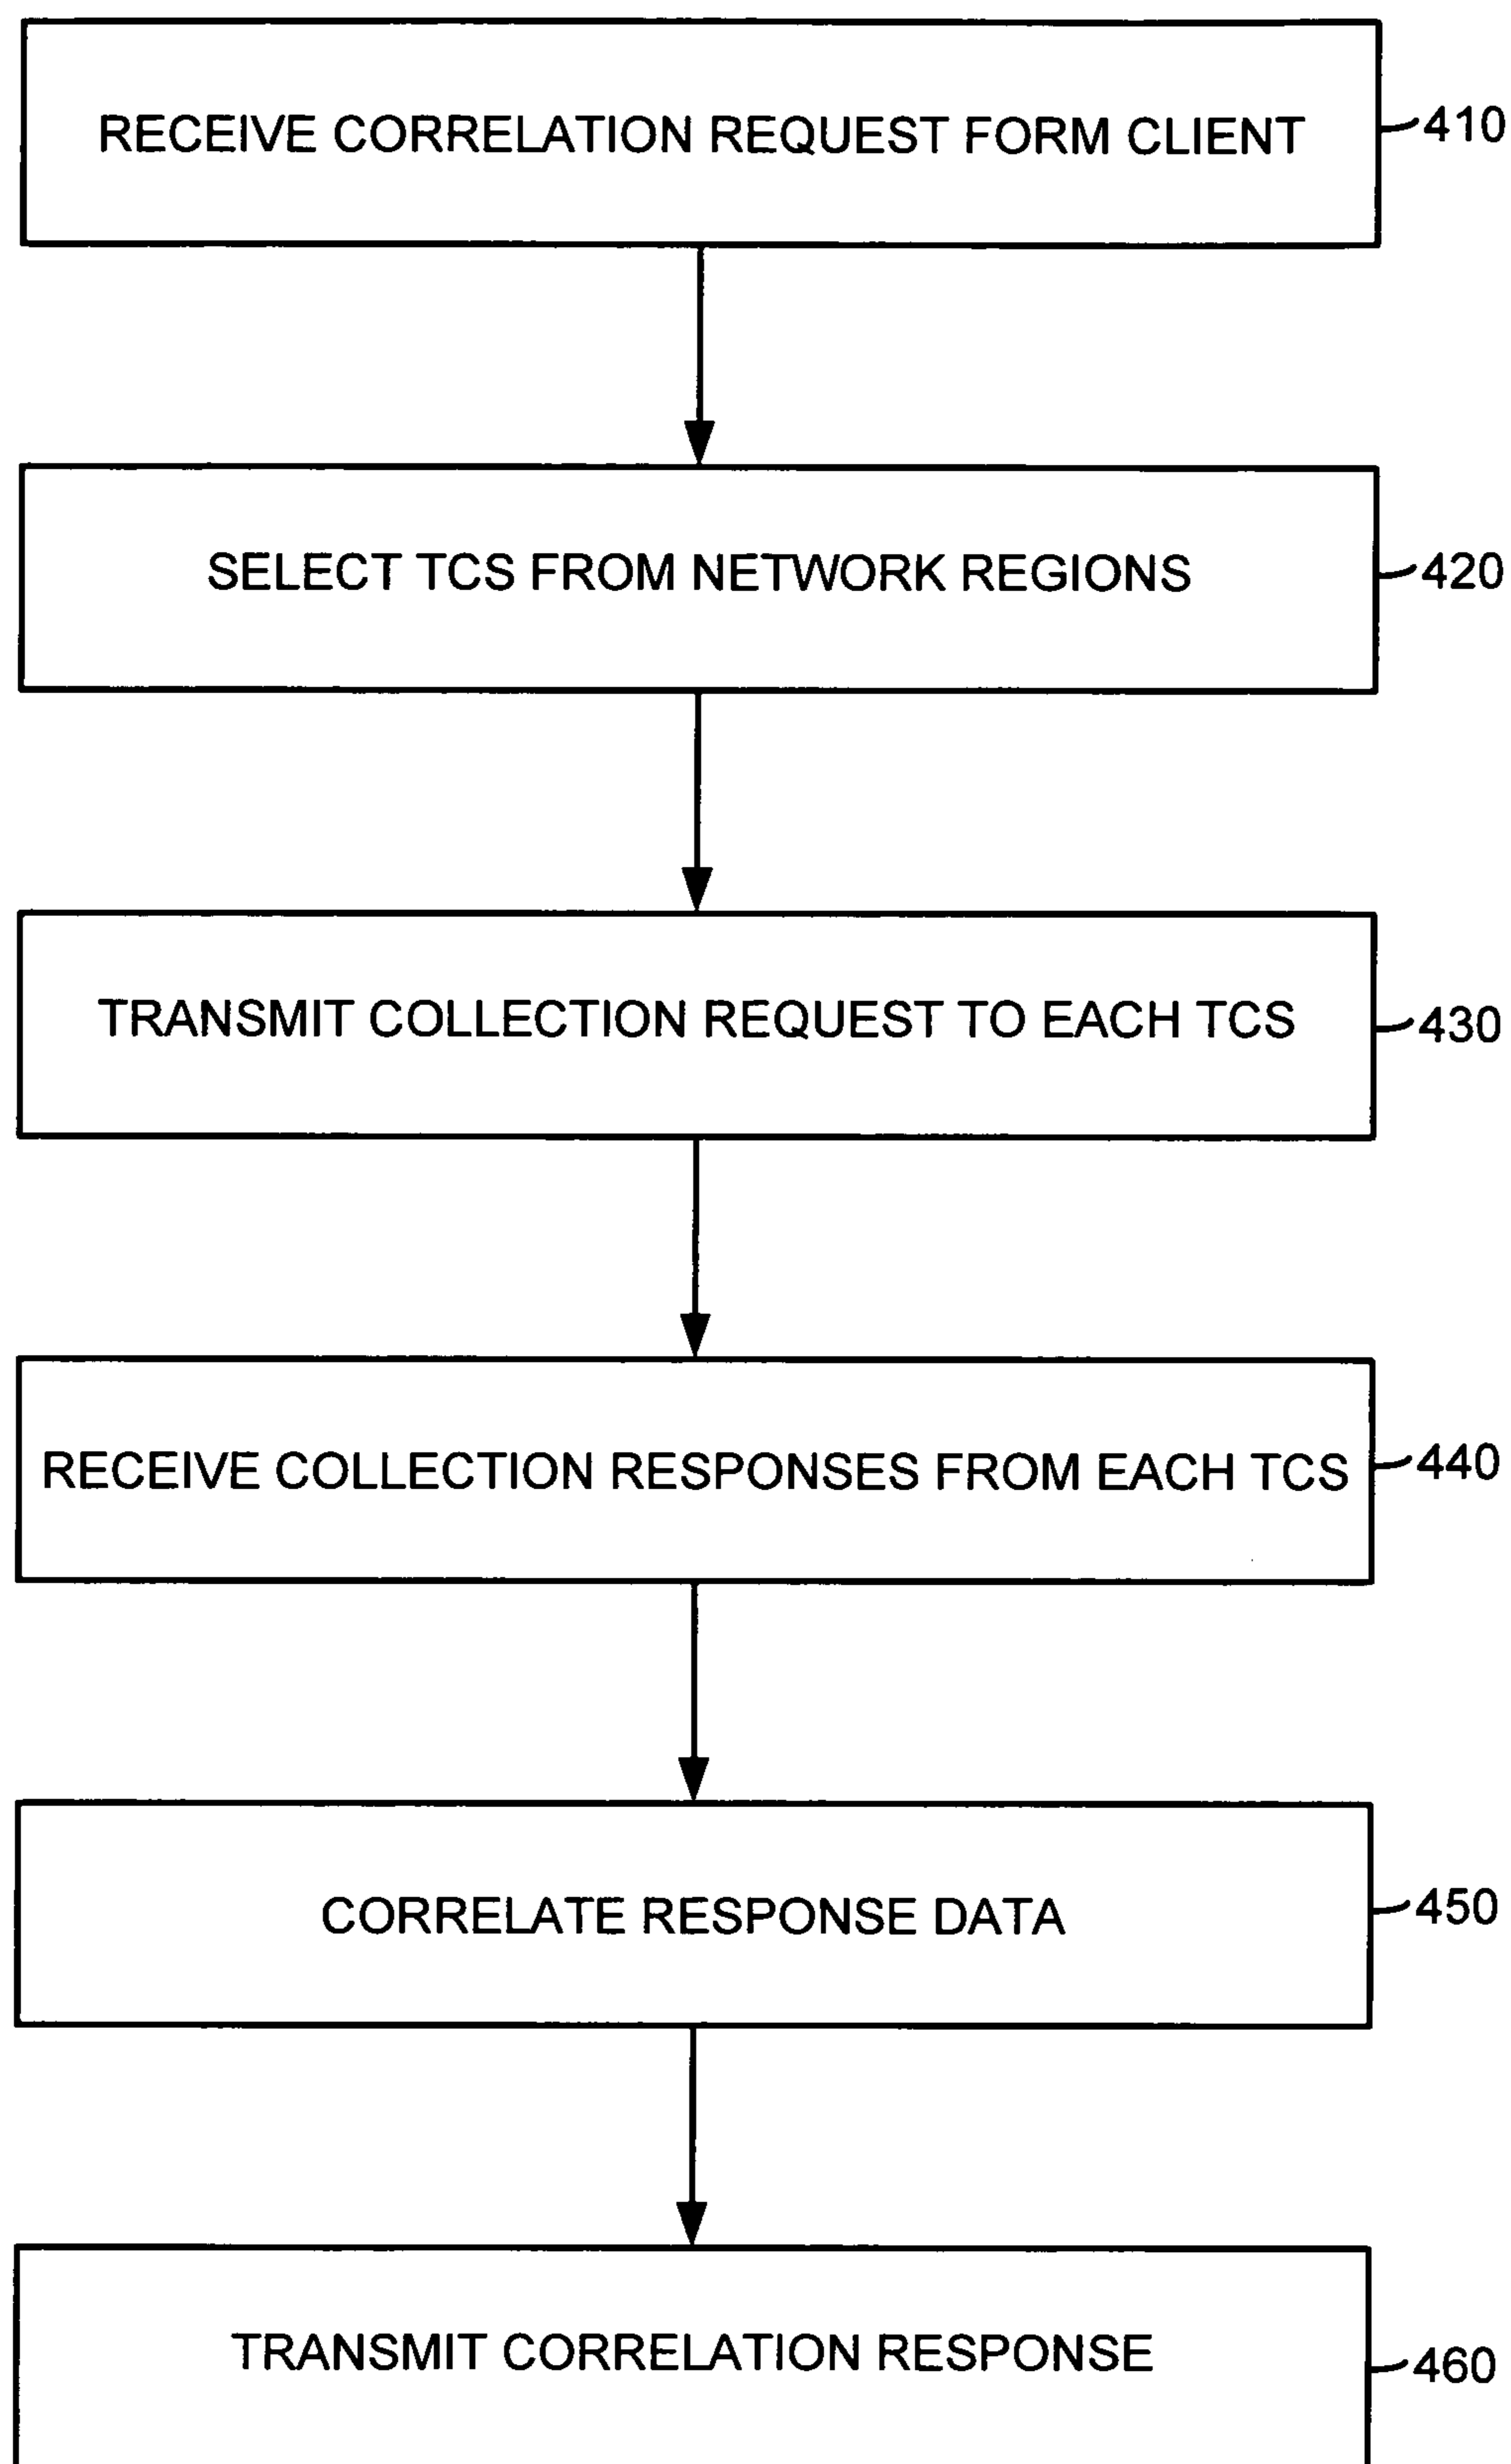 RECEIVE CORRELATION REQUEST FORM CLIENT
410
SELECT TCS FROM NETWORK REGIONS
420
TRANSMIT COLLECTION REQUEST TO EACH TCS
430
RECEIVE COLLECTION RESPONSES FROM EACH TCS
440
CORRELATE RESPONSE DATA
450
TRANSMIT CORRELATION RESPONSE
460